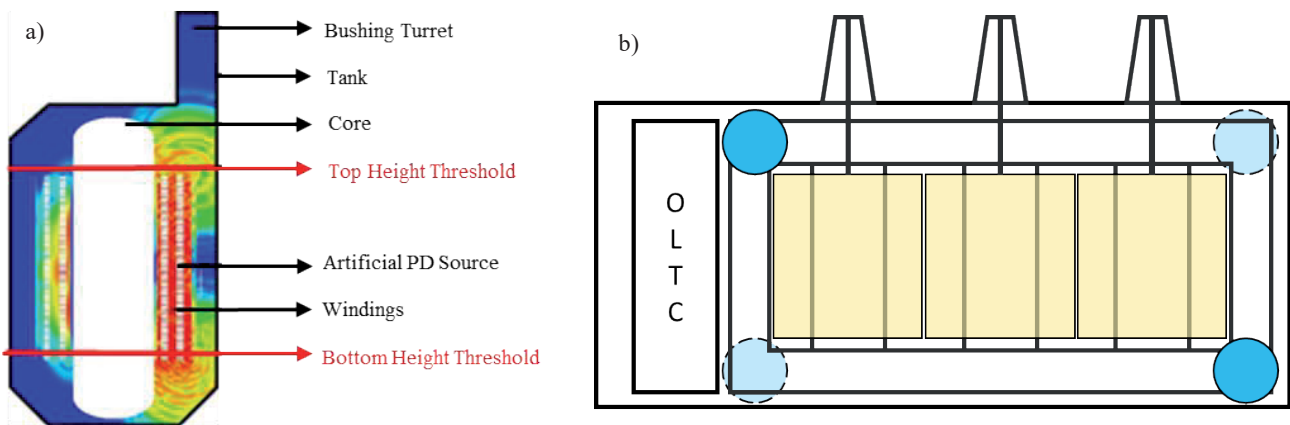 a)
Bushing Turret
Tank
Core
Top Height Threshold
Artificial PD Source
Windings
Bottom Height Threshold
b)
O
L
T
C